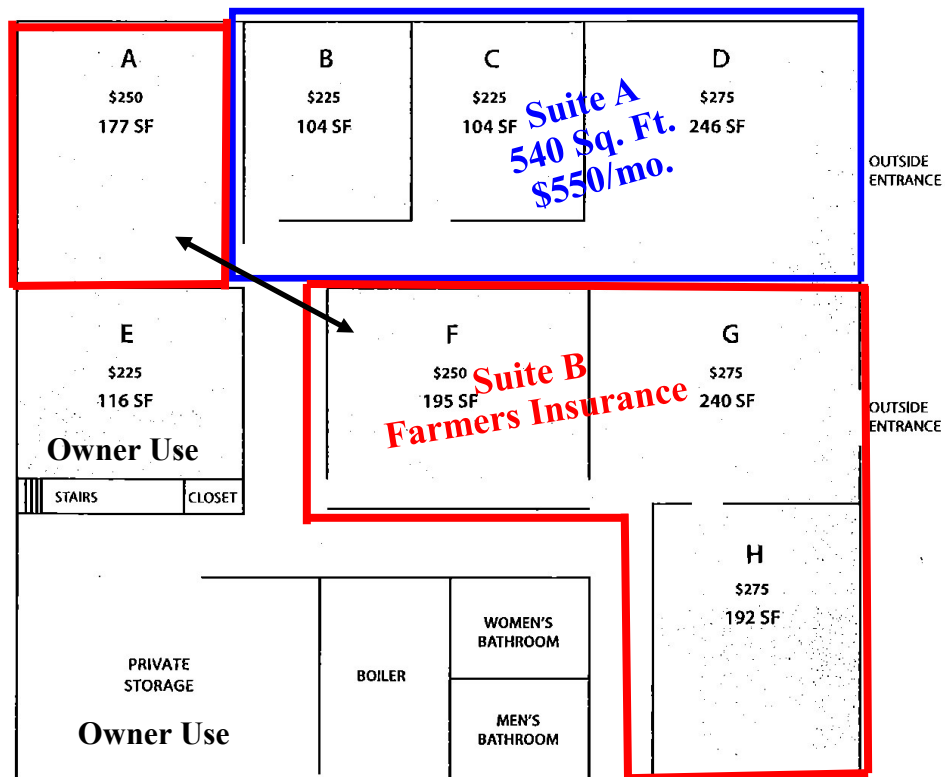 A
$250
177 SF
B
$225
104 SF
C
$225
104 SF
D
$275
246 SF
Suite A
540 Sq. Ft.
$550/mo.
OUTSIDE
ENTRANCE
E
$225
116 SF
Owner Use
F
$250
195 SF
G
$275
240 SF
Suite B
Farmers Insurance
OUTSIDE
ENTRANCE
STAIRS
CLOSET
H
$275
192 SF
PRIVATE
STORAGE
Owner Use
BOILER
WOMEN'S
BATHROOM
MEN'S
BATHROOM